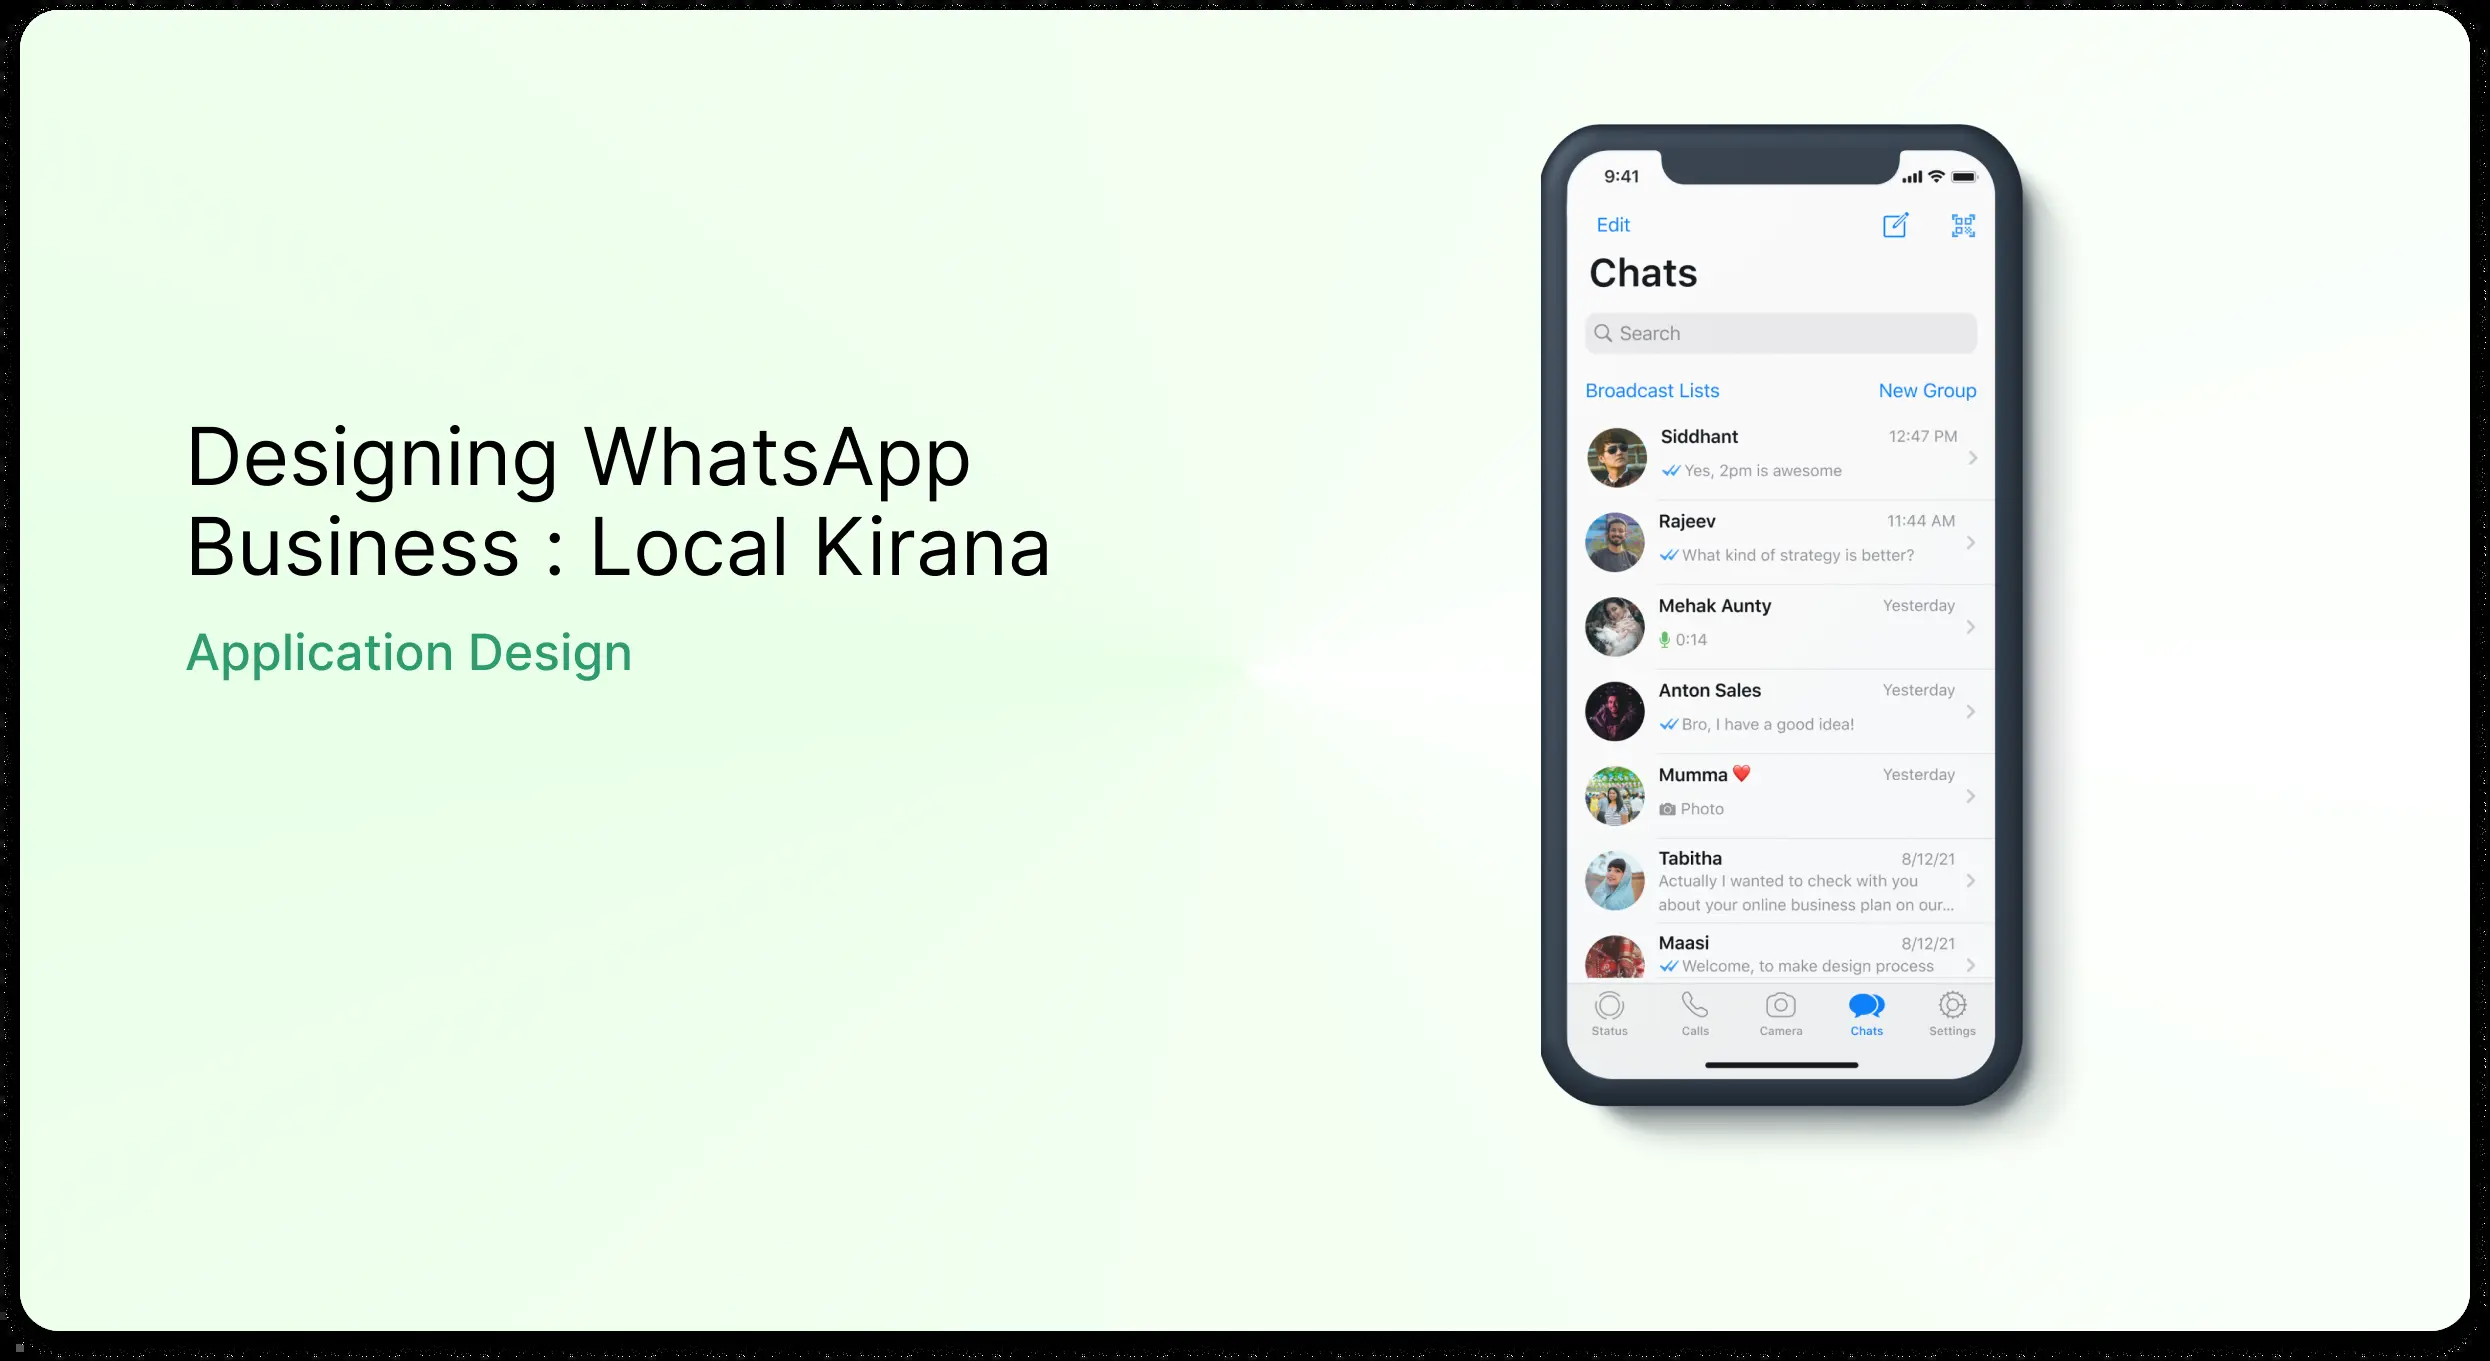 Designing WhatsApp
Business : Local Kirana
Application Design
9:41
Edit
Chats
Search
Broadcast Lists New Group
Siddhant 12:47 PM
Yes, 2pm is awesome
Rajeev 11:44 AM
What kind of strategy is better?
Mehak Aunty Yesterday
0:14
Anton Sales Yesterday
Bro, I have a good idea!
Mumma ❤️ Yesterday
Photo
Tabitha 8/12/21
Actually I wanted to check with you
about your online business plan on our...
Maasi 8/12/21
Welcome, to make design process
Status Calls Camera Chats Settings